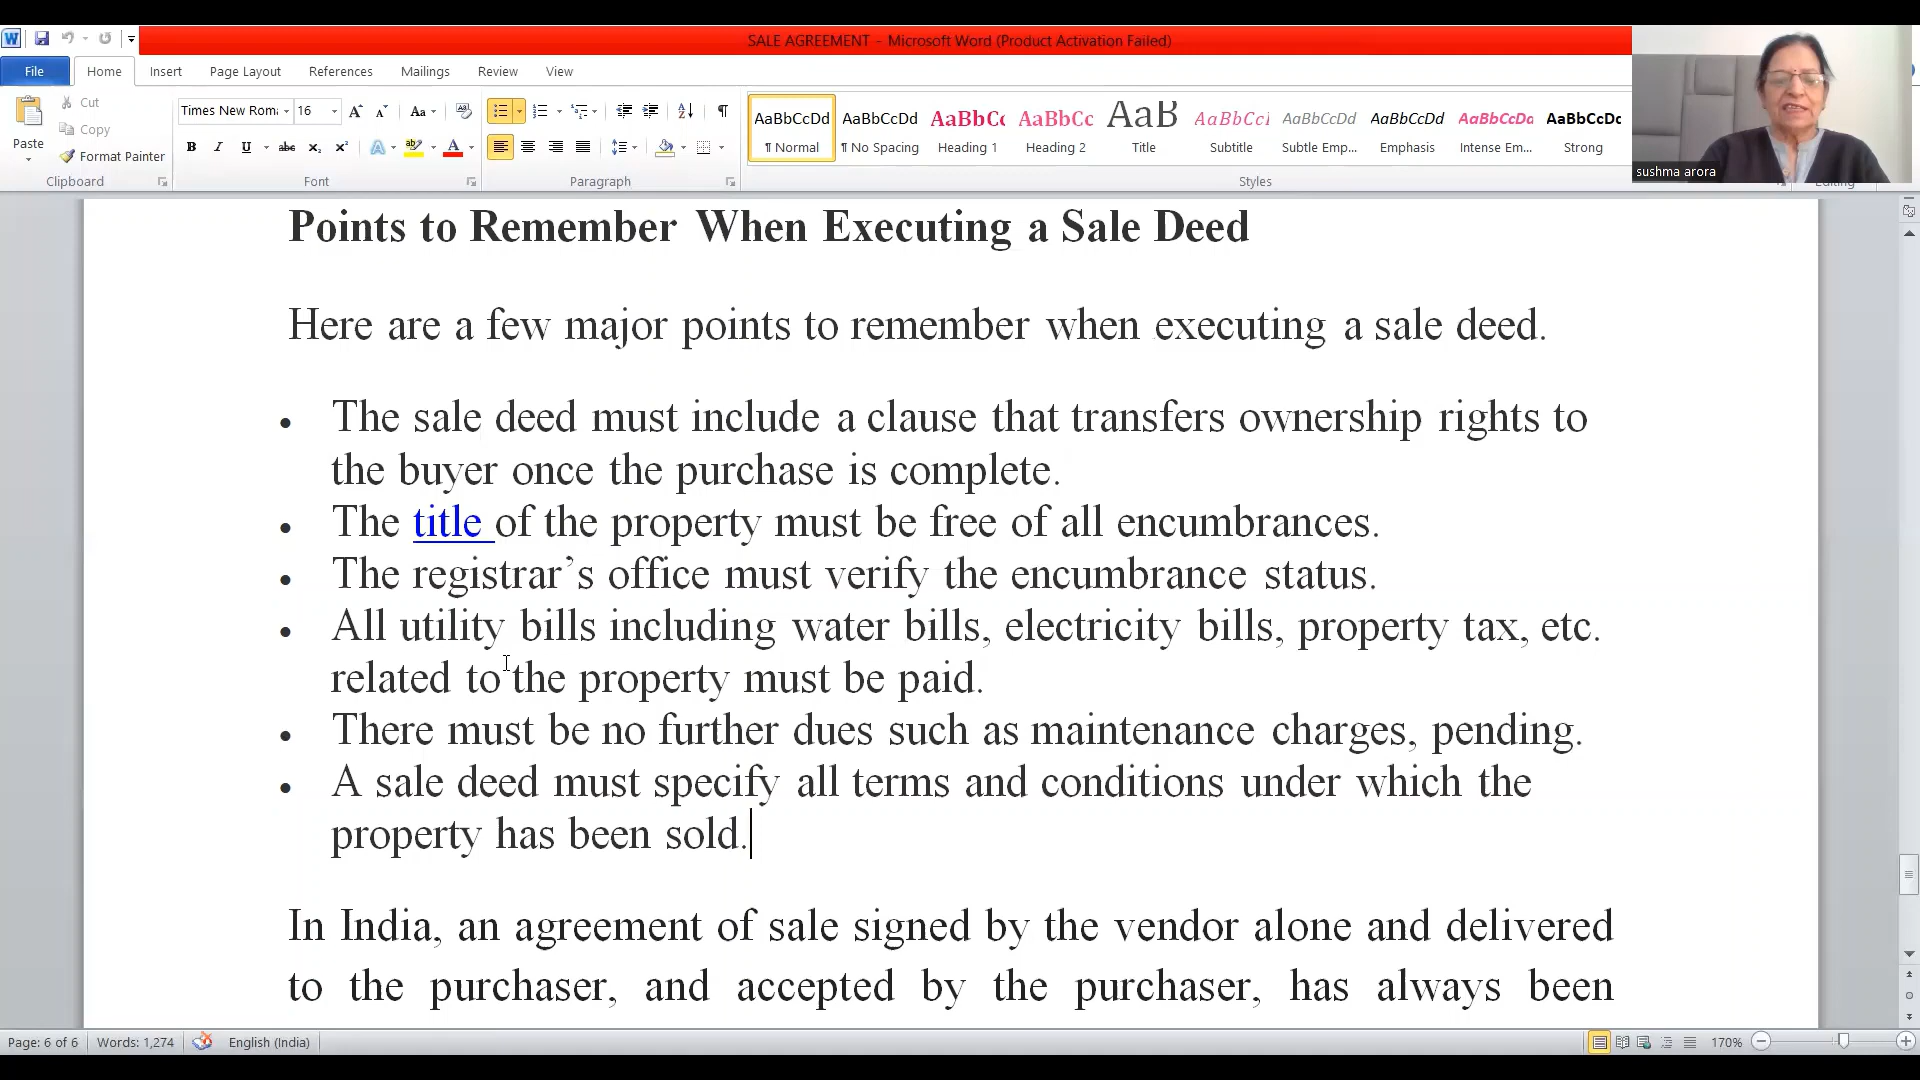 SALE AGREEMENT - Microsoft Word (Product Activation Failed)
File Home Insert Page Layout References Mailings Review View
Paste
Cut
Copy
Format Painter
Clipboard
Times New Roma 16
Font
Paragraph
AaBbCcDd AaBbCcDd AaBbCc AaBbCc AaB AaBbCcI AaBbCcDd AaBbCcDd AaBbCcDd AaBbCcDc
¶ Normal ¶ No Spacing Heading 1 Heading 2 Title Subtitle Subtle Emp... Emphasis Intense Em... Strong
Styles
sushma arora
Editing
Points to Remember When Executing a Sale Deed
Here are a few major points to remember when executing a sale deed.
• The sale deed must include a clause that transfers ownership rights to
the buyer once the purchase is complete.
• The title of the property must be free of all encumbrances.
• The registrar’s office must verify the encumbrance status.
• All utility bills including water bills, electricity bills, property tax, etc.
related to the property must be paid.
• There must be no further dues such as maintenance charges, pending.
• A sale deed must specify all terms and conditions under which the
property has been sold.
In India, an agreement of sale signed by the vendor alone and delivered
to the purchaser, and accepted by the purchaser, has always been
Page: 6 of 6 Words: 1,274 English (India) 170%